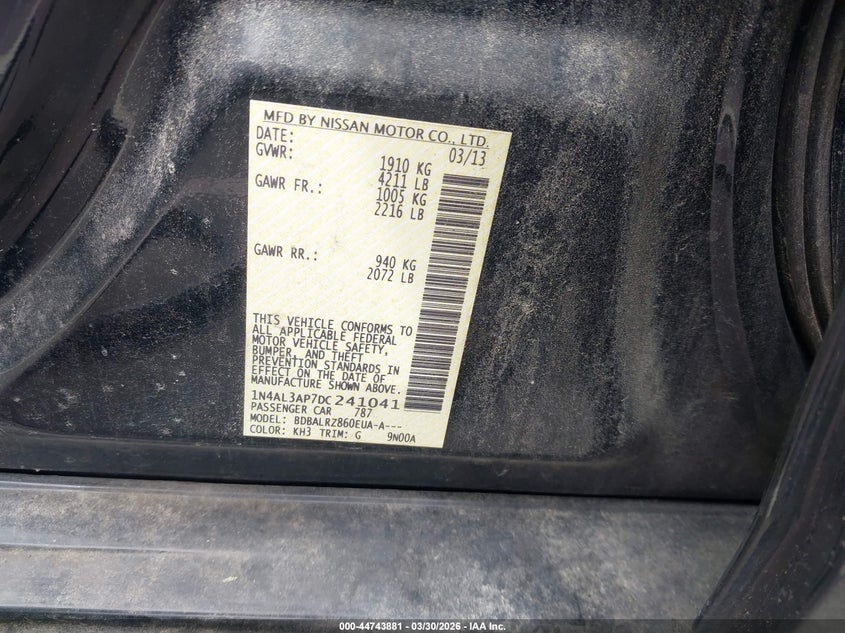 MFD BY NISSAN MOTOR CO., LTD.
DATE: 03/13
GVWR: 1910 KG
4211 LB
GAWR FR.: 1005 KG
2216 LB
GAWR RR.: 940 KG
2072 LB
THIS VEHICLE CONFORMS TO
ALL APPLICABLE FEDERAL
MOTOR VEHICLE SAFETY,
BUMPER, AND THEFT
PREVENTION STANDARDS IN
EFFECT ON THE DATE OF
MANUFACTURE SHOWN ABOVE.
1N4AL3AP7DC241041
PASSENGER CAR 787
MODEL: BDBALRZ860EUA-A---
COLOR: KH3 TRIM: G 9N00A
000-44743881 | 03/30/2026 - IAA Inc.